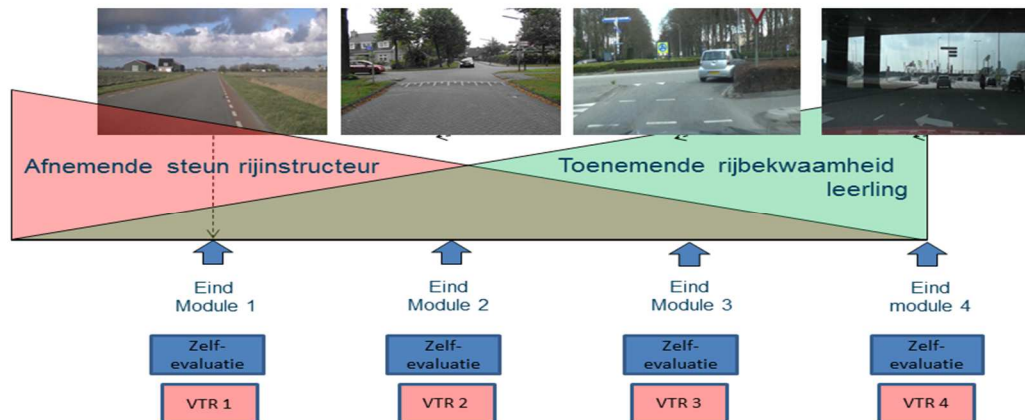 Afnemende steun rijinstructeur
Toenemende rijbekwaamheid
leerling
Eind
Module 1
Eind
Module 2
Eind
Module 3
Eind
module 4
Zelf-
evaluatie
Zelf-
evaluatie
Zelf-
evaluatie
Zelf-
evaluatie
VTR 1
VTR 2
VTR 3
VTR 4